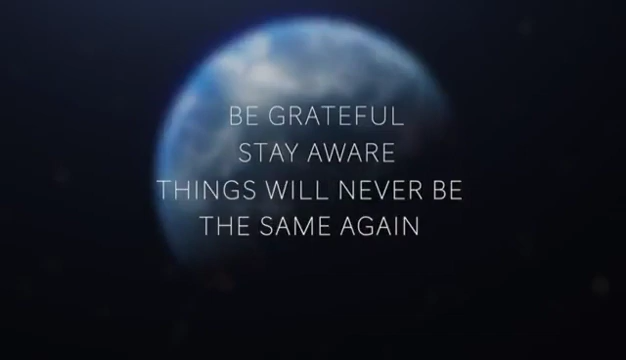 BE GRATEFUL
STAY AWARE
THINGS WILL NEVER BE
THE SAME AGAIN